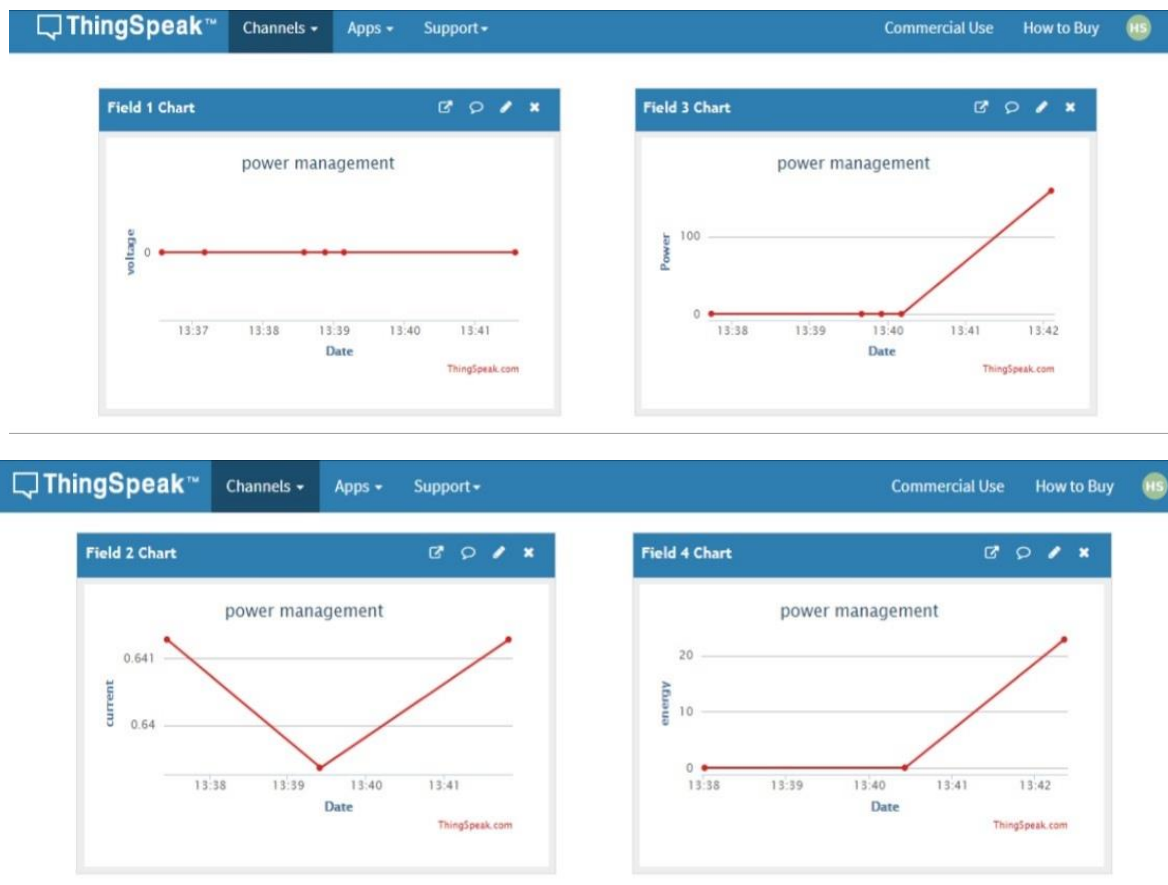 ThingSpeak™ Channels Apps Support Commercial Use How to Buy HS
Field 1 Chart
power management
voltage
0
13:37 13:38 13:39 13:40 13:41
Date
ThingSpeak.com
Field 3 Chart
power management
Power
100
0
13:38 13:39 13:40 13:41 13:42
Date
ThingSpeak.com
ThingSpeak™ Channels Apps Support Commercial Use How to Buy HS
Field 2 Chart
power management
current
0.641
0.64
13:38 13:39 13:40 13:41
Date
ThingSpeak.com
Field 4 Chart
power management
energy
20
10
0
13:38 13:39 13:40 13:41 13:42
Date
ThingSpeak.com